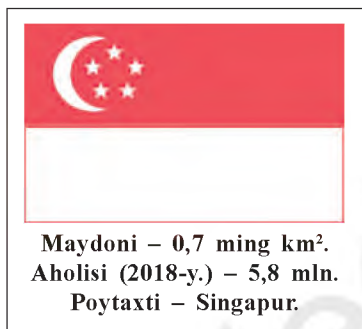 Maydoni – 0,7 ming km².
Aholisi (2018-y.) – 5,8 mln.
Poytaxti – Singapur.